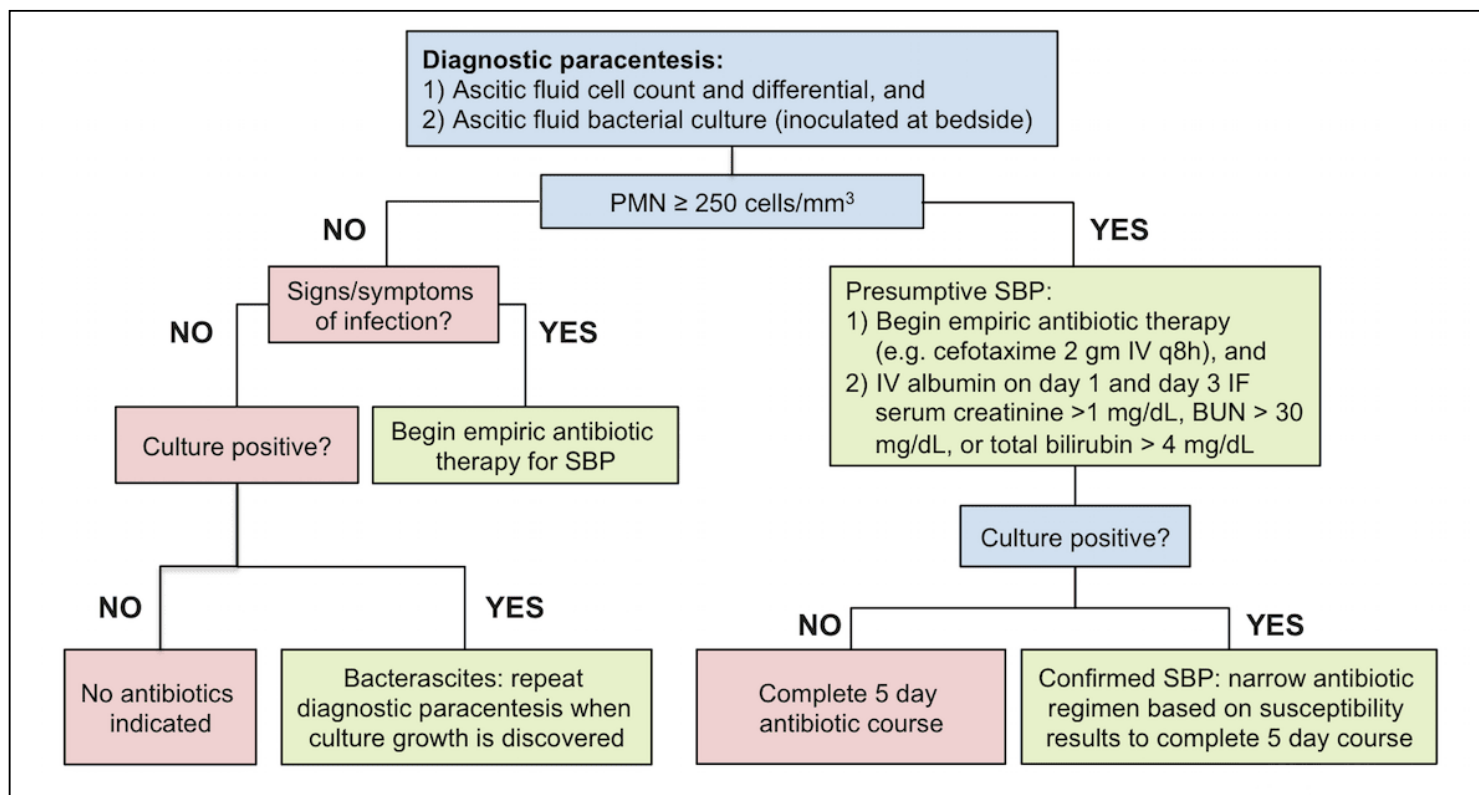 Diagnostic paracentesis:
1) Ascitic fluid cell count and differential, and
2) Ascitic fluid bacterial culture (inoculated at bedside)
PMN ≥ 250 cells/mm³
NO
YES
Signs/symptoms
of infection?
NO
YES
Presumptive SBP:
1) Begin empiric antibiotic therapy
(e.g. cefotaxime 2 gm IV q8h), and
2) IV albumin on day 1 and day 3 IF
serum creatinine >1 mg/dL, BUN > 30
mg/dL, or total bilirubin > 4 mg/dL
Culture positive?
Begin empiric antibiotic
therapy for SBP
Culture positive?
NO
YES
NO
YES
No antibiotics
indicated
Bacterascites: repeat
diagnostic paracentesis when
culture growth is discovered
Complete 5 day
antibiotic course
Confirmed SBP: narrow antibiotic
regimen based on susceptibility
results to complete 5 day course